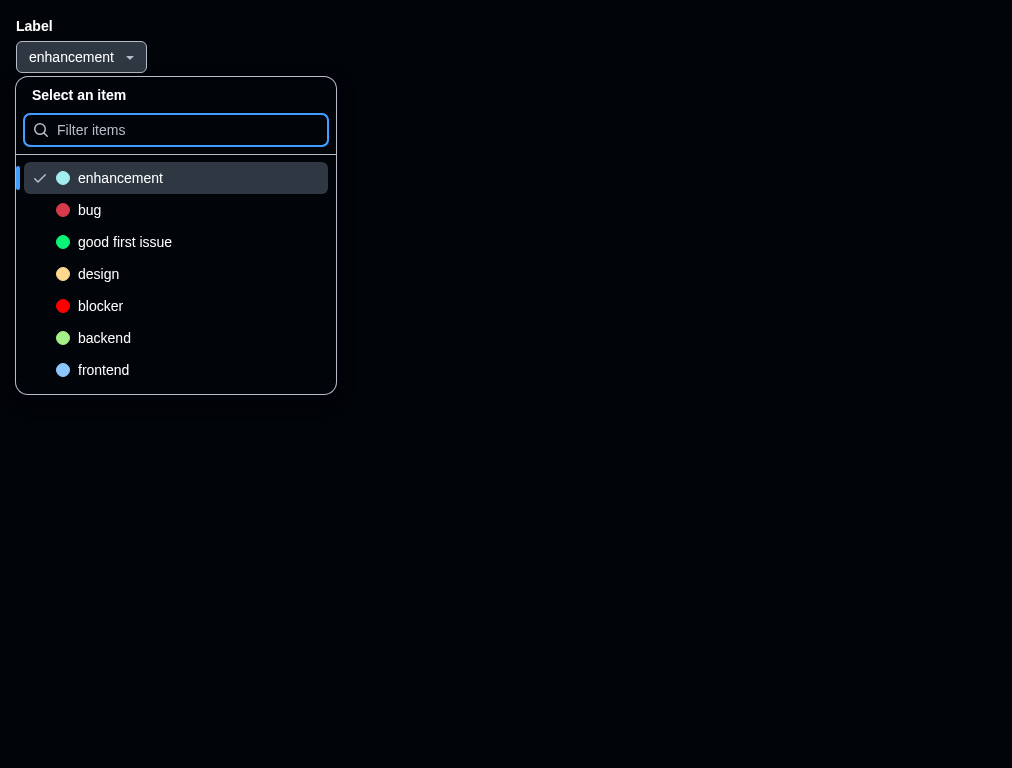 Label
enhancement
Select an item
Filter items
enhancement
bug
good first issue
design
blocker
backend
frontend